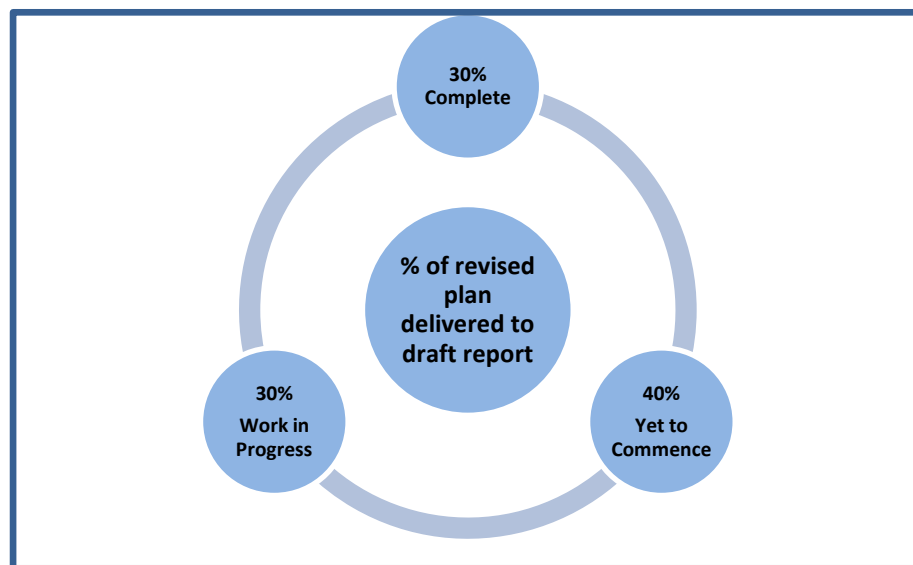 30%
Complete
% of revised
plan
delivered to
draft report
30%
Work in
Progress
40%
Yet to
Commence